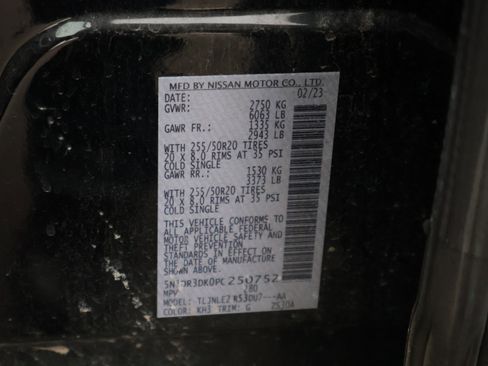 MFD BY NISSAN MOTOR CO., LTD.
DATE: 02/23
GVWR: 2750 KG
6063 LB
GAWR FR.: 1335 KG
2943 LB
WITH 255/50R20 TIRES
20 X 8.0 RIMS AT 35 PSI
COLD SINGLE
GAWR RR.: 1530 KG
3373 LB
WITH 255/50R20 TIRES
20 X 8.0 RIMS AT 35 PSI
COLD SINGLE
THIS VEHICLE CONFORMS TO
ALL APPLICABLE FEDERAL
MOTOR VEHICLE SAFETY AND
THEFT PREVENTION
STANDARDS IN EFFECT ON
THE DATE OF MANUFACTURE
SHOWN ABOVE.
250757
MPV
MODEL:
COLOR: KH3 TRIM: G